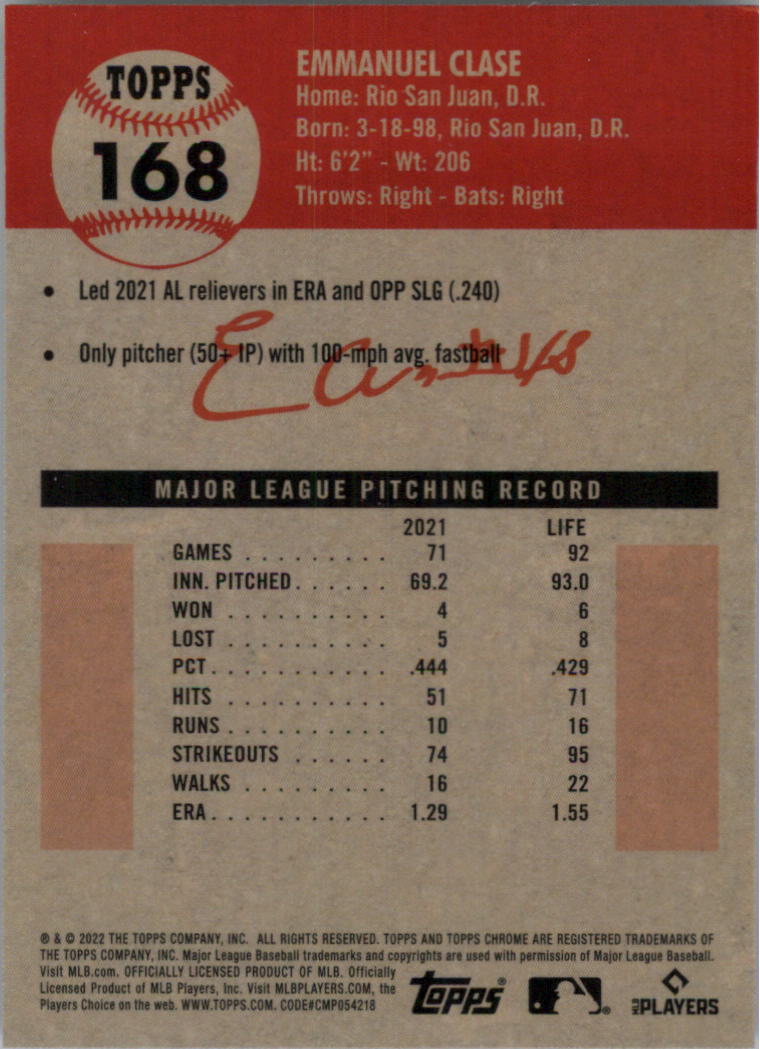 TOPPS
168
EMMANUEL CLASE
Home: Rio San Juan, D.R.
Born: 3-18-98, Rio San Juan, D.R.
Ht: 6'2" - Wt: 206
Throws: Right - Bats: Right
• Led 2021 AL relievers in ERA and OPP SLG (.240)
• Only pitcher (50+ IP) with 100-mph avg. fastball
MAJOR LEAGUE PITCHING RECORD
2021 LIFE
GAMES . . . . . . . . . . 71 92
INN. PITCHED . . . . . . 69.2 93.0
WON . . . . . . . . . . . 4 6
LOST . . . . . . . . . . . 5 8
PCT . . . . . . . . . . . .444 .429
HITS . . . . . . . . . . . 51 71
RUNS . . . . . . . . . . . 10 16
STRIKEOUTS . . . . . . 74 95
WALKS . . . . . . . . . . 16 22
ERA . . . . . . . . . . . . 1.29 1.55
® & © 2022 THE TOPPS COMPANY, INC. ALL RIGHTS RESERVED. TOPPS AND TOPPS CHROME ARE REGISTERED TRADEMARKS OF
THE TOPPS COMPANY, INC. Major League Baseball trademarks and copyrights are used with permission of Major League Baseball.
Visit MLB.com. OFFICIALLY LICENSED PRODUCT OF MLB. Officially
Licensed Product of MLB Players, Inc. Visit MLBPLAYERS.COM, the
Players Choice on the web. WWW.TOPPS.COM. CODE#CMP054218
topps®
MLB PLAYERS